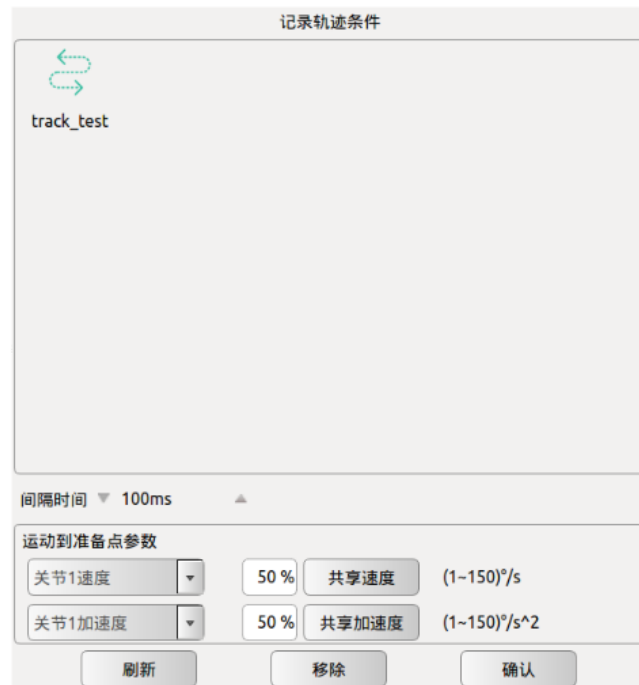 记录轨迹条件
track_test
间隔时间 100ms
运动到准备点参数
关节1速度 50 % 共享速度 (1~150)°/s
关节1加速度 50 % 共享加速度 (1~150)°/s^2
刷新 移除 确认